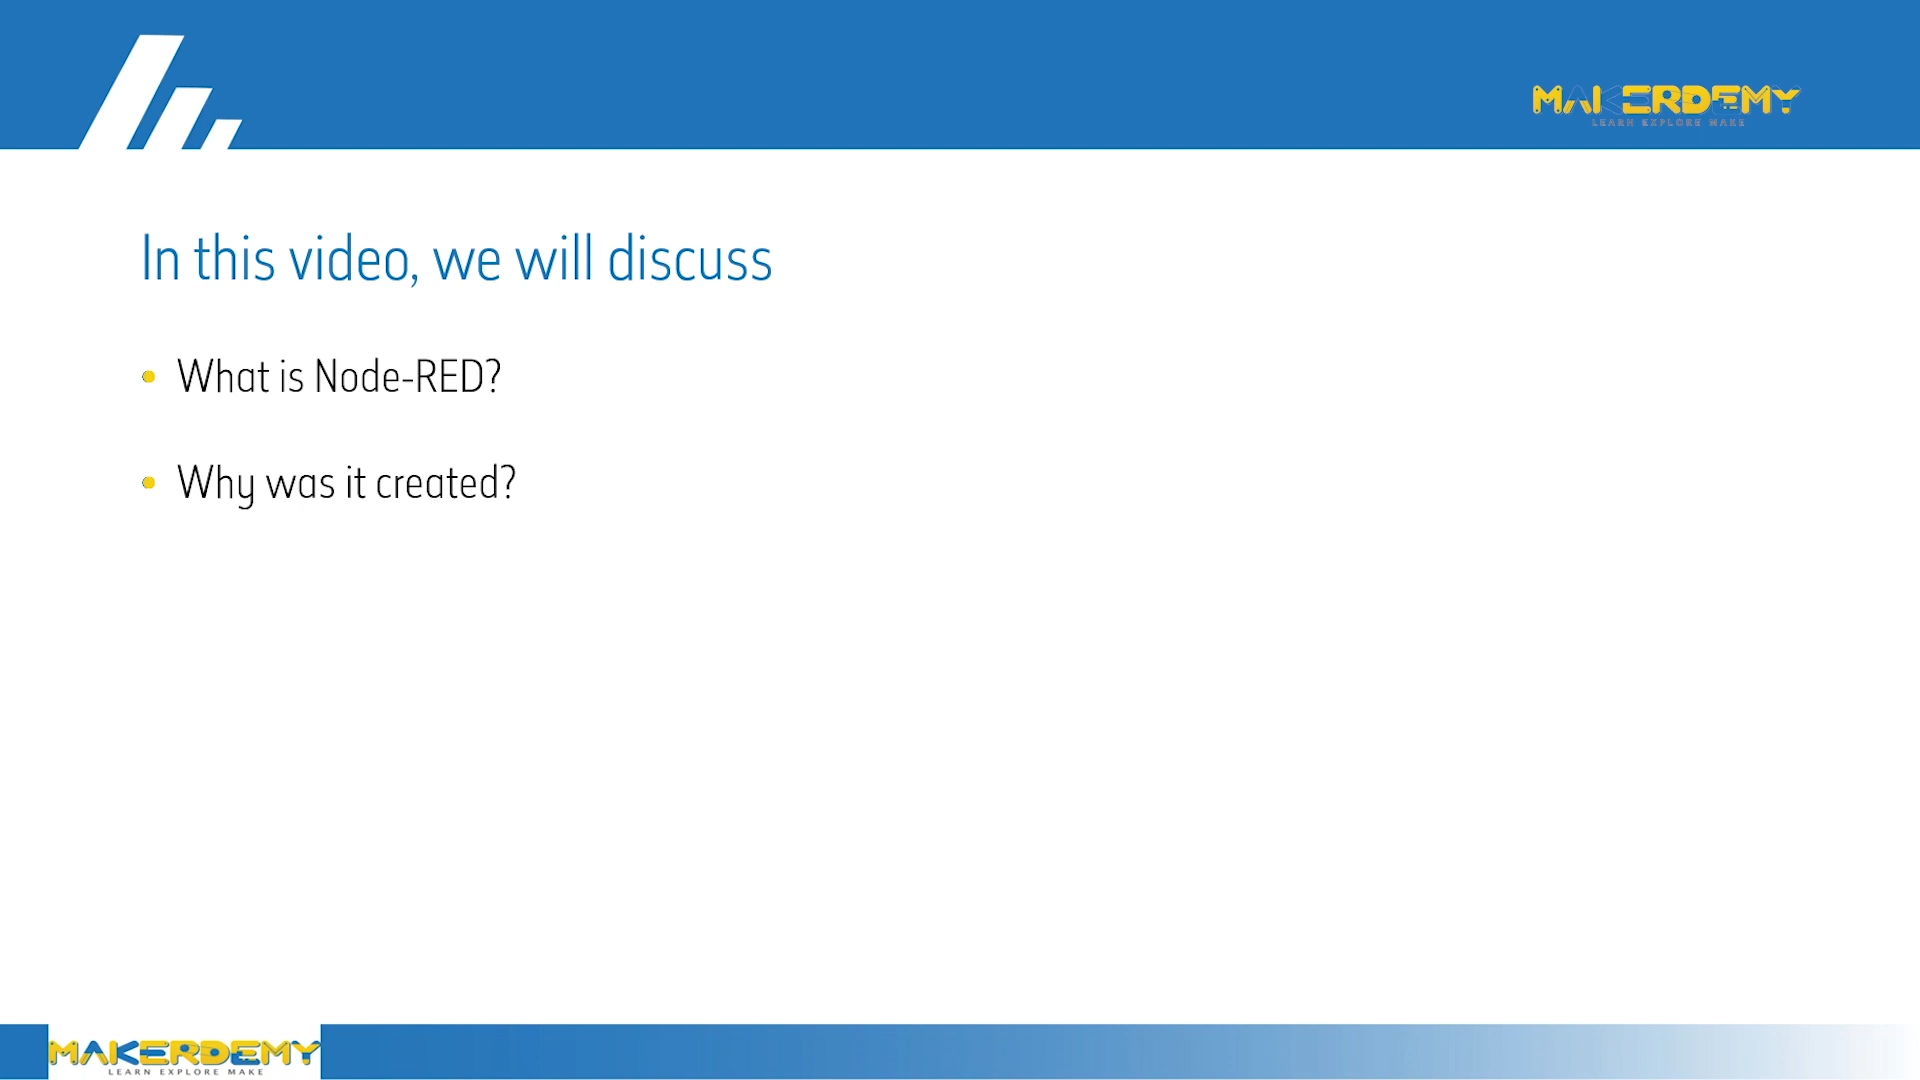 MAKERDEMY
LEARN EXPLORE MAKE
In this video, we will discuss
• What is Node-RED?
• Why was it created?
MAKERDEMY
LEARN EXPLORE MAKE